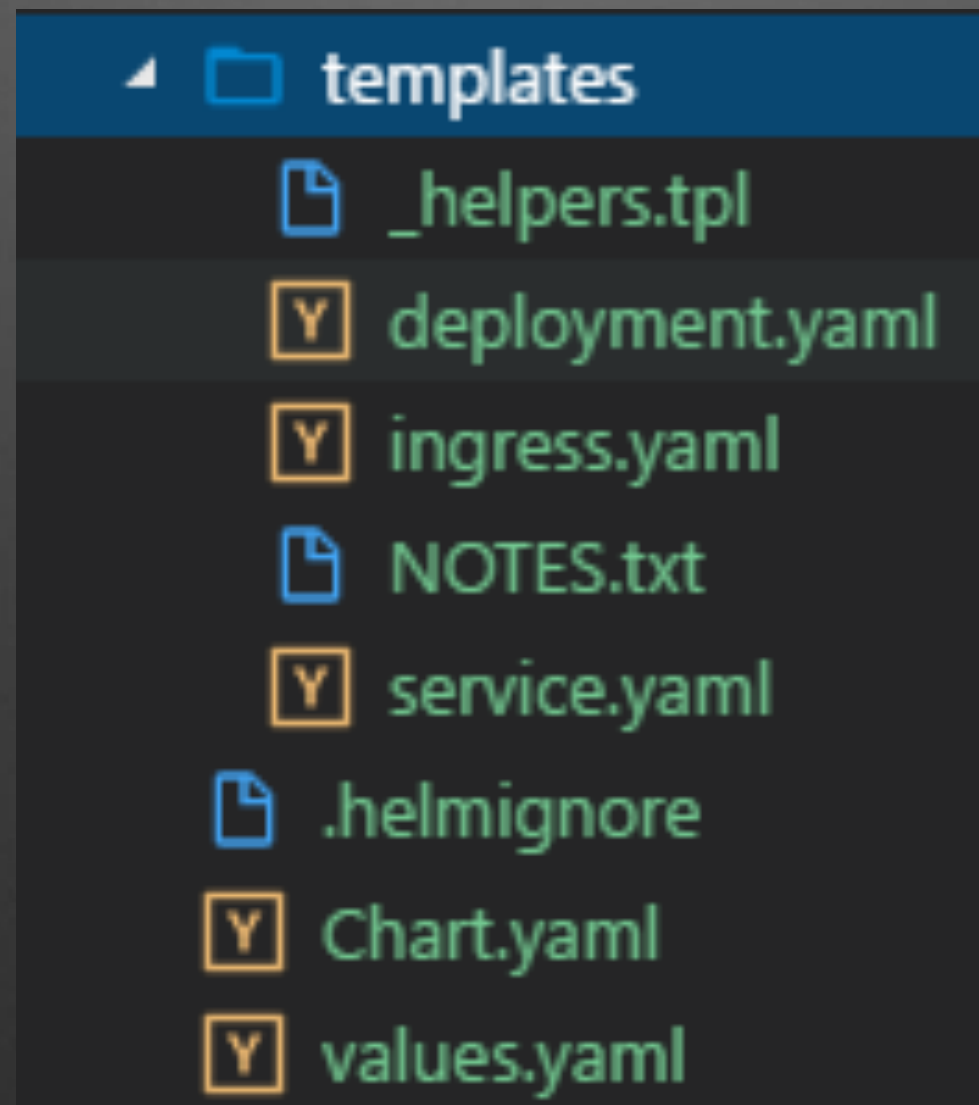 templates
_helpers.tpl
Y deployment.yaml
Y ingress.yaml
NOTES.txt
Y service.yaml
.helmignore
Y Chart.yaml
Y values.yaml